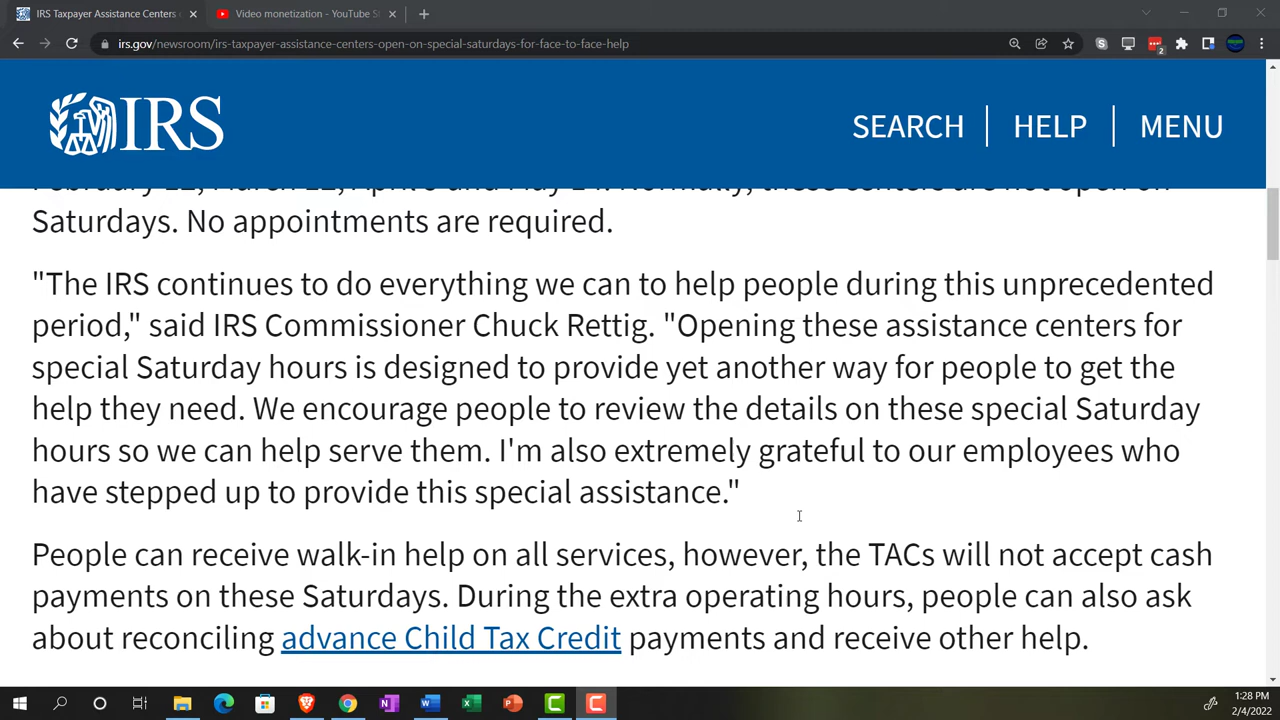 IRS Taxpayer Assistance Centers
Video monetization - YouTube S
irs.gov/newsroom/irs-taxpayer-assistance-centers-open-on-special-saturdays-for-face-to-face-help
2
IRS
SEARCH
HELP
MENU
Saturdays. No appointments are required.
"The IRS continues to do everything we can to help people during this unprecedented
period," said IRS Commissioner Chuck Rettig. "Opening these assistance centers for
special Saturday hours is designed to provide yet another way for people to get the
help they need. We encourage people to review the details on these special Saturday
hours so we can help serve them. I'm also extremely grateful to our employees who
have stepped up to provide this special assistance."
People can receive walk-in help on all services, however, the TACs will not accept cash
payments on these Saturdays. During the extra operating hours, people can also ask
about reconciling advance Child Tax Credit payments and receive other help.
1:28 PM
2/4/2022